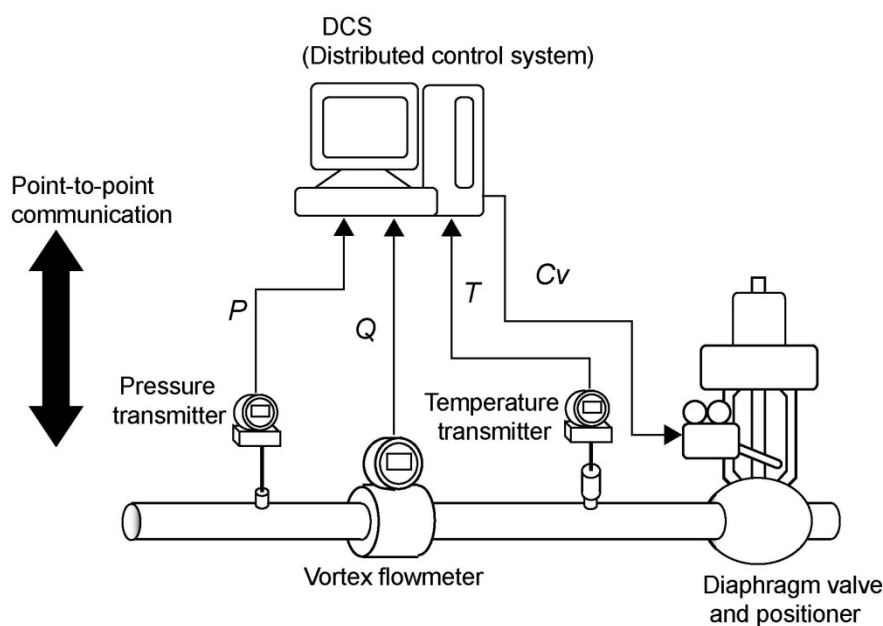 DCS
(Distributed control system)
Point-to-point
communication
P
Q
T
Cv
Pressure
transmitter
Temperature
transmitter
Vortex flowmeter
Diaphragm valve
and positioner